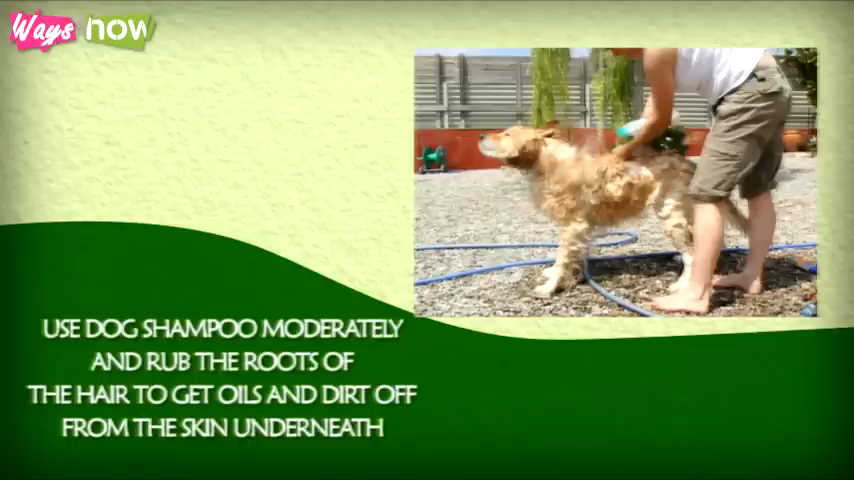 Ways now
USE DOG SHAMPOO MODERATELY
AND RUB THE ROOTS OF
THE HAIR TO GET OILS AND DIRT OFF
FROM THE SKIN UNDERNEATH